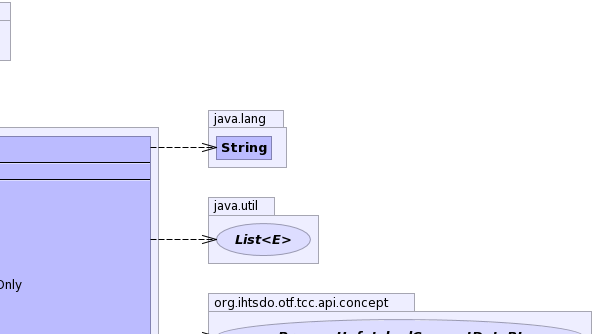 java.lang
String
java.util
List<E>
Only
org.ihtsdo.otf.tcc.api.concept